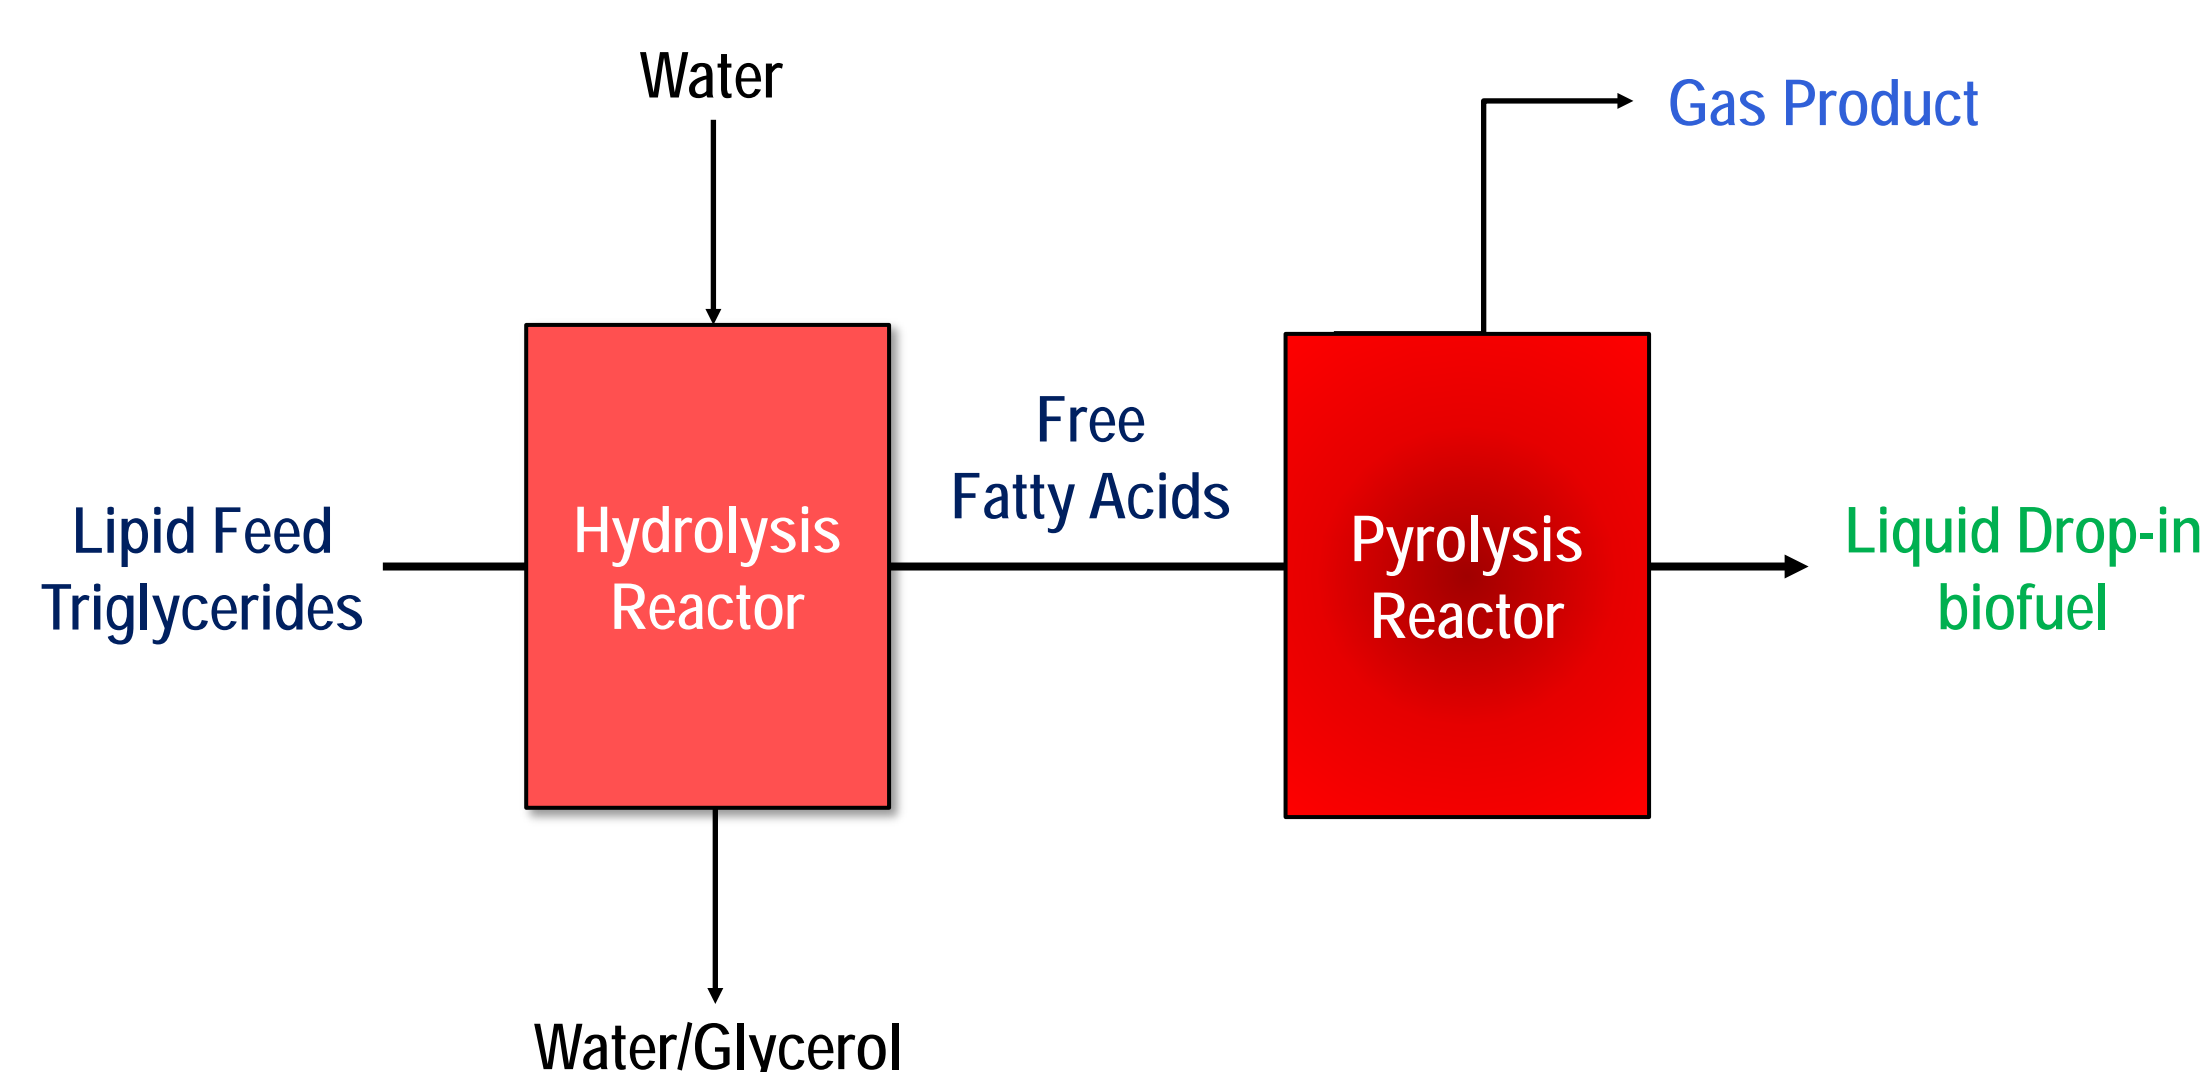 Water
Gas Product
Free
Fatty Acids
Lipid Feed
Triglycerides
Hydrolysis
Reactor
Pyrolysis
Reactor
Liquid Drop-in
biofuel
Water/Glycerol